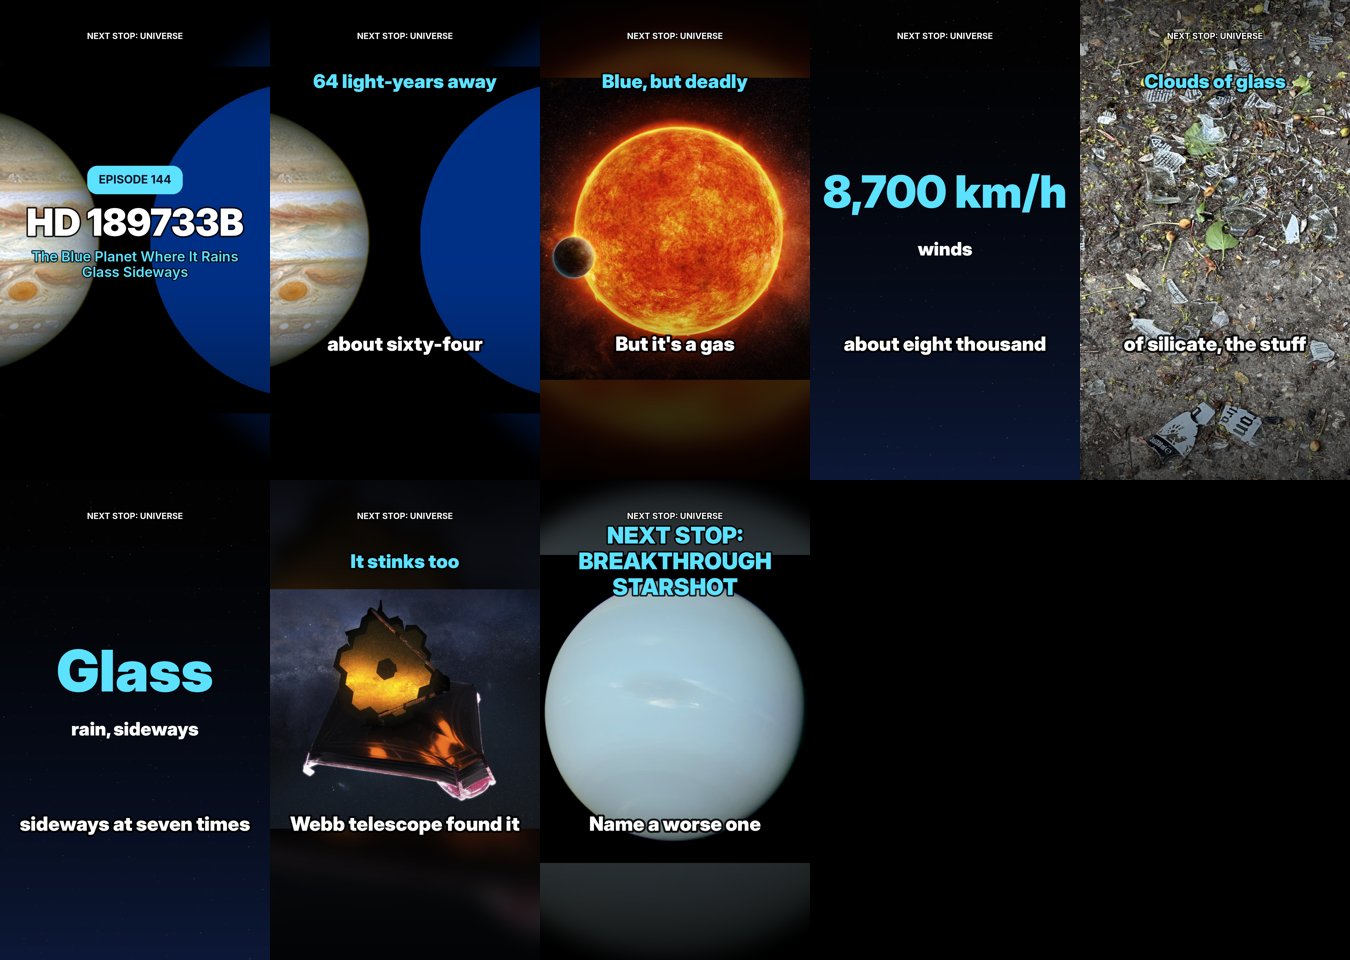 NEXT STOP: UNIVERSE
EPISODE 144
HD 189733B
The Blue Planet Where It Rains
Glass Sideways
NEXT STOP: UNIVERSE
64 light-years away
about sixty-four
NEXT STOP: UNIVERSE
Blue, but deadly
But it's a gas
NEXT STOP: UNIVERSE
8,700 km/h
winds
about eight thousand
NEXT STOP: UNIVERSE
Clouds of glass
of silicate, the stuff
NEXT STOP: UNIVERSE
Glass
rain, sideways
sideways at seven times
NEXT STOP: UNIVERSE
It stinks too
Webb telescope found it
NEXT STOP: UNIVERSE
NEXT STOP:
BREAKTHROUGH
STARSHOT
Name a worse one